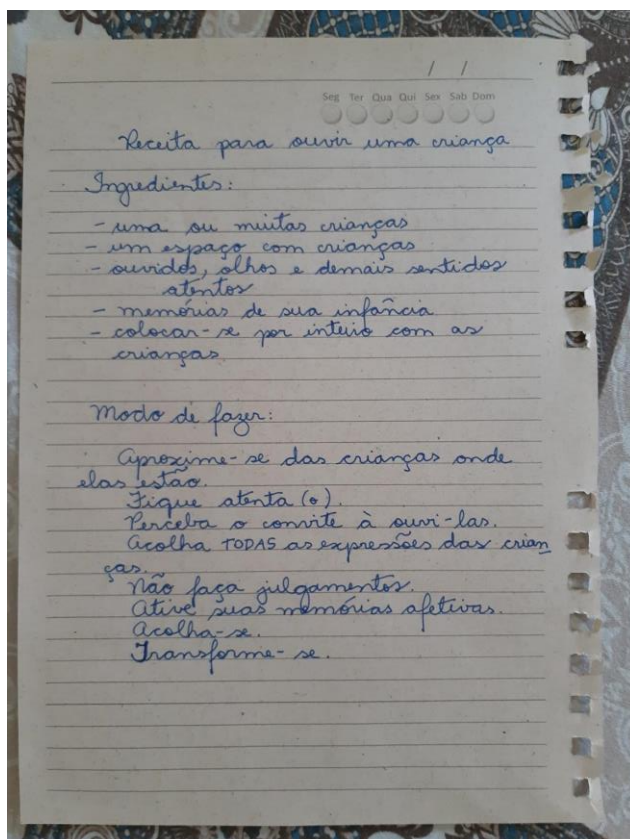 / /
Seg Ter Qua Qui Sex Sab Dom
Receita para ouvir uma criança
Ingredientes:
- uma ou muitas crianças
- um espaço com crianças
- ouvidos, olhos e demais sentidos
atentos
- memórias de sua infância
- colocar-se por inteiro com as
crianças
Modo de fazer:
Aproxime-se das crianças onde
elas estão.
Fique atenta (o).
Perceba o convite à ouvi-las.
Acolha TODAS as expressões das crian
ças.
Não faça julgamentos.
Ative suas memórias afetivas.
Acolha-se.
Transforme-se.